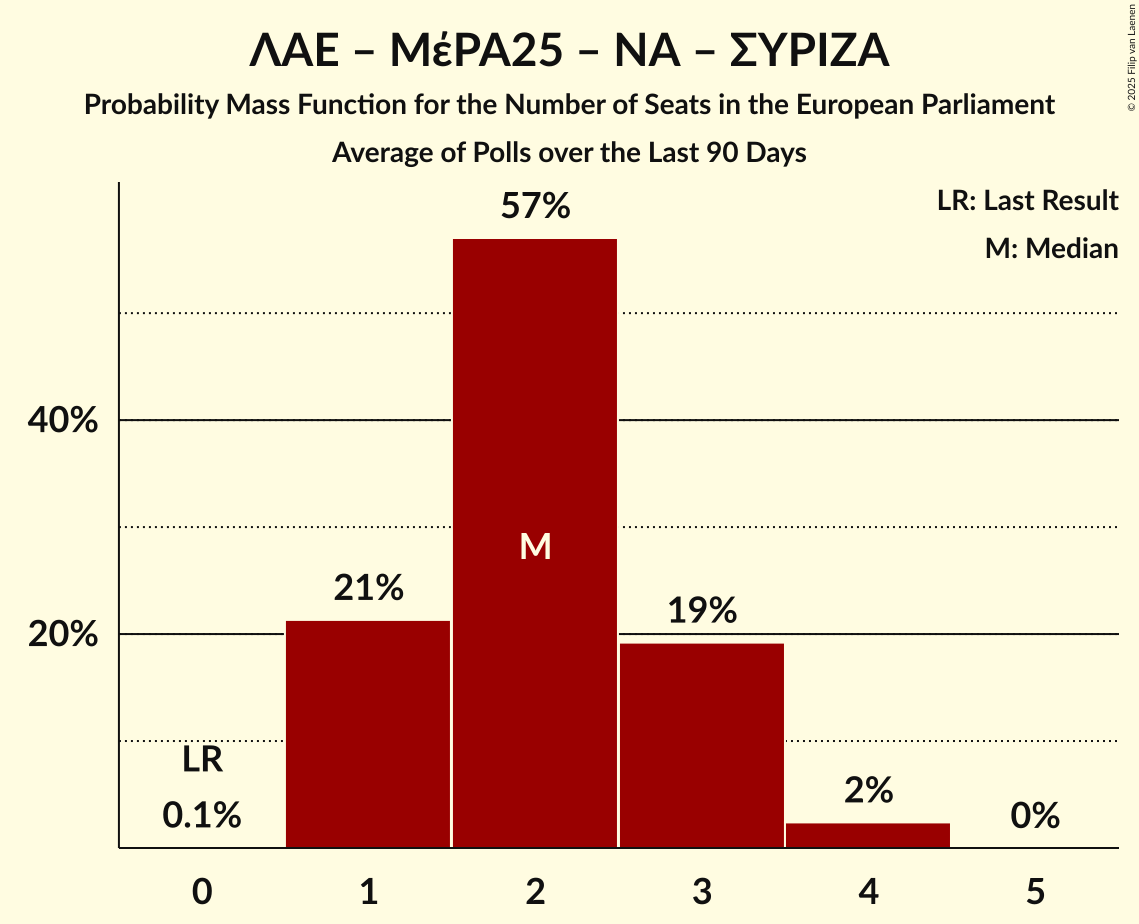 ΛΑΕ – ΜέΡΑ25 – ΝΑ – ΣΥΡΙΖΑ
Probability Mass Function for the Number of Seats in the European Parliament
Average of Polls over the Last 90 Days
© 2025 Filip van Laenen
LR: Last Result
M: Median
57%
40%
M
21%
19%
20%
LR
0.1%
2%
0%
0 1 2 3 4 5